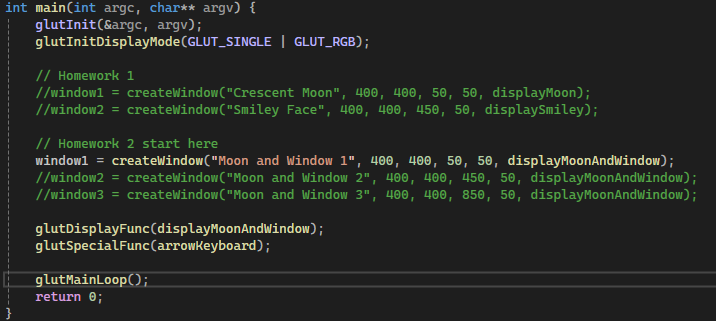 int main(int argc, char** argv) {
glutInit(&argc, argv);
glutInitDisplayMode(GLUT_SINGLE | GLUT_RGB);
// Homework 1
//window1 = createWindow("Crescent Moon", 400, 400, 50, 50, displayMoon);
//window2 = createWindow("Smiley Face", 400, 400, 450, 50, displaySmiley);
// Homework 2 start here
window1 = createWindow("Moon and Window 1", 400, 400, 50, 50, displayMoonAndWindow);
//window2 = createWindow("Moon and Window 2", 400, 400, 450, 50, displayMoonAndWindow);
//window3 = createWindow("Moon and Window 3", 400, 400, 850, 50, displayMoonAndWindow);
glutDisplayFunc(displayMoonAndWindow);
glutSpecialFunc(arrowKeyboard);
glutMainLoop();
return 0;
}